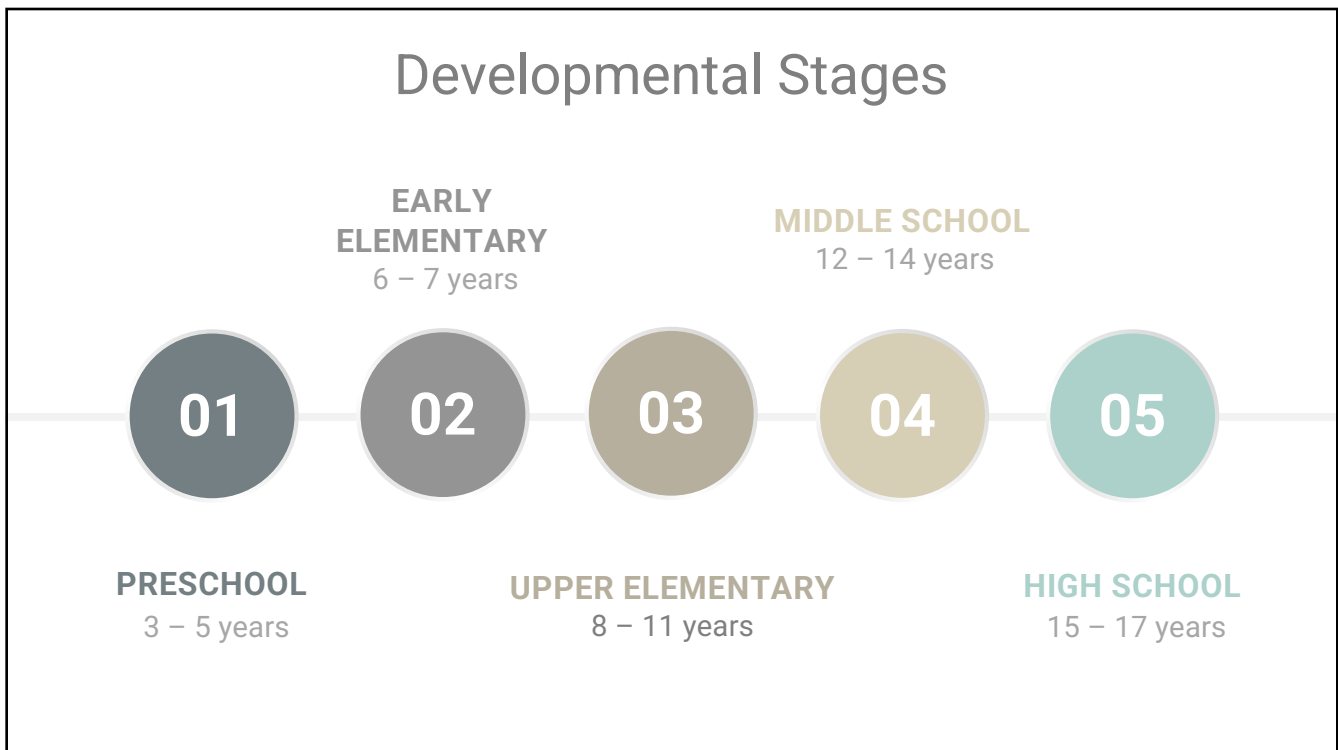 Developmental Stages
EARLY
ELEMENTARY
6 – 7 years
MIDDLE SCHOOL
12 – 14 years
01
02
03
04
05
PRESCHOOL
3 – 5 years
UPPER ELEMENTARY
8 – 11 years
HIGH SCHOOL
15 – 17 years